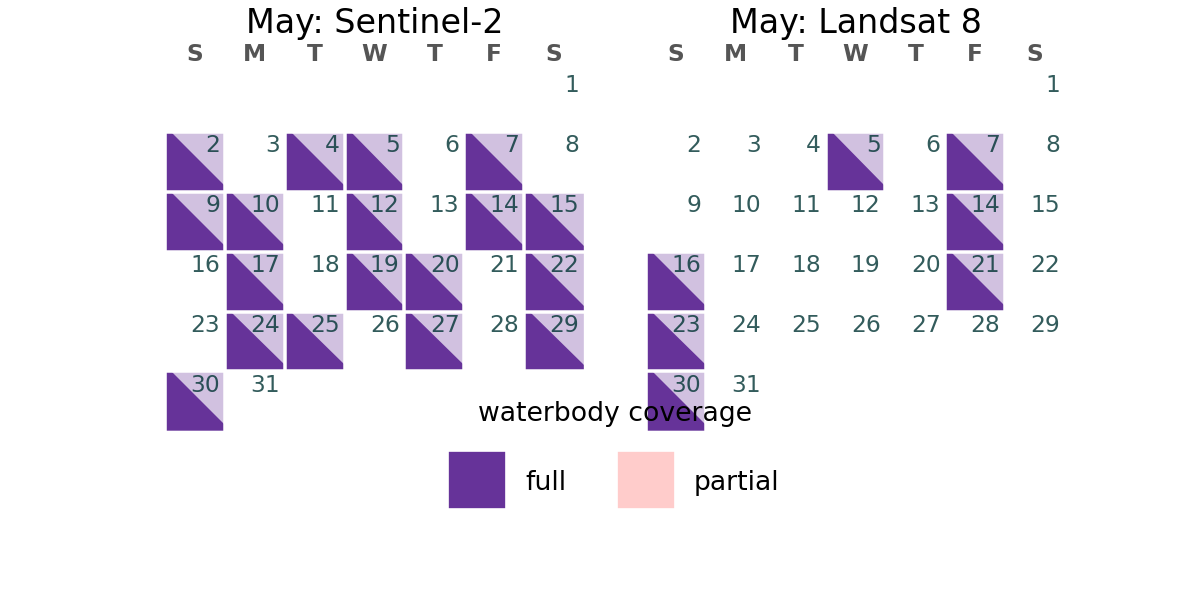 May: Sentinel-2 May: Landsat 8
S M T W T F S S M T W T F S
1 1
2 3 4 5 6 7 8 2 3 4 5 6 7 8
9 10 11 12 13 14 15 9 10 11 12 13 14 15
16 17 18 19 20 21 22 16 17 18 19 20 21 22
23 24 25 26 27 28 29 23 24 25 26 27 28 29
30 31 30 31
waterbody coverage
full partial